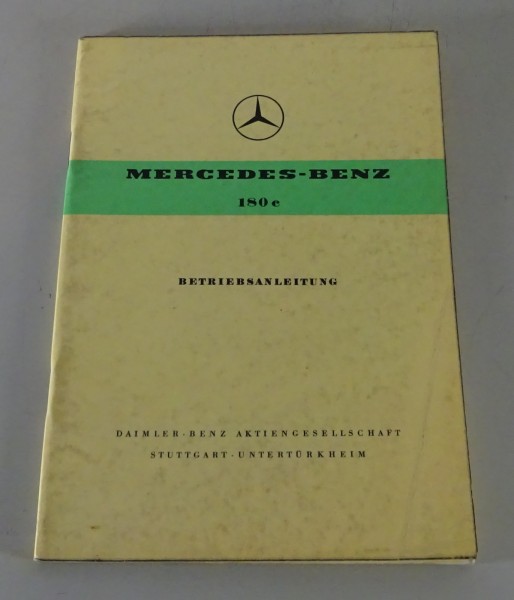 MERCEDES-BENZ
180 c
BETRIEBSANLEITUNG
DAIMLER-BENZ AKTIENGESELLSCHAFT
STUTTGART-UNTERTÜRKHEIM